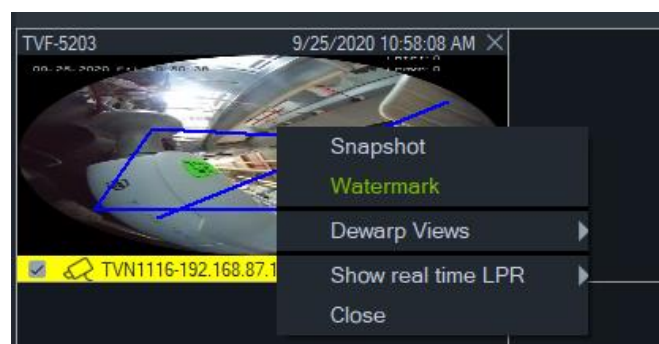 TVF-5203 9/25/2020 10:58:08 AM
Snapshot
Watermark
Dewarp Views
TVN1116-192.168.87.1
Show real time LPR
Close